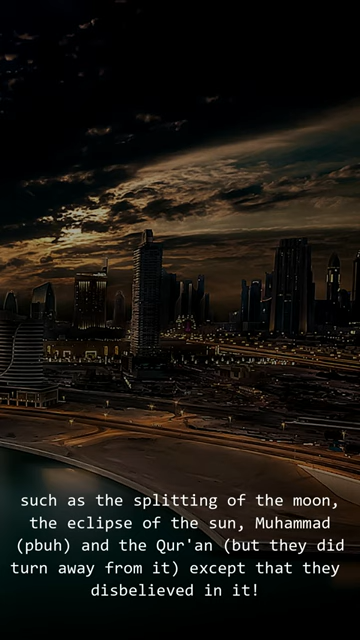 such as the splitting of the moon,
the eclipse of the sun, Muhammad
(pbuh) and the Qur'an (but they did
turn away from it) except that they
disbelieved in it!